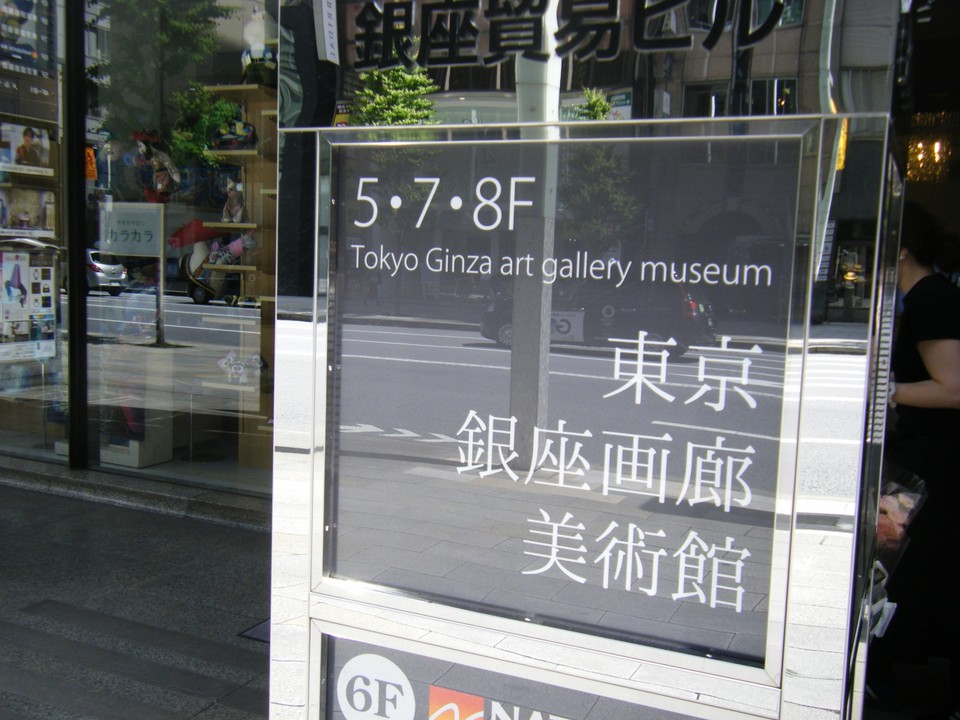 銀座貿易ビル
5・7・8F
Tokyo Ginza art gallery museum
東京
銀座画廊
美術館
6F
カラカラ